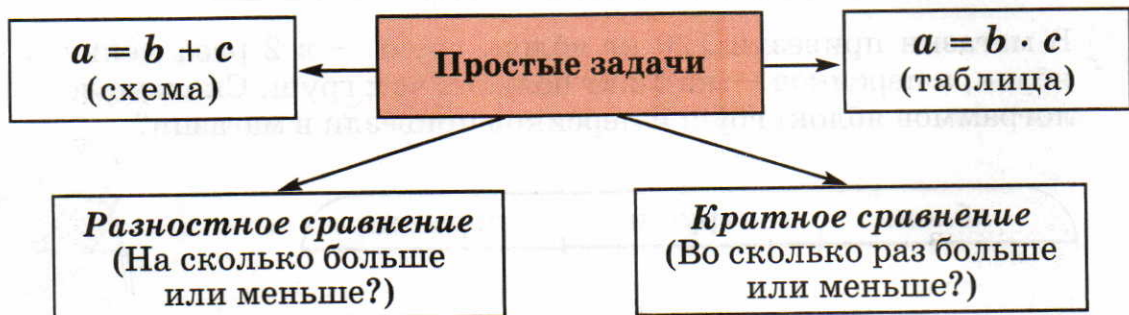 a = b + c
(схема)
Простые задачи
a = b · c
(таблица)
Разностное сравнение
(На сколько больше
или меньше?)
Кратное сравнение
(Во сколько раз больше
или меньше?)